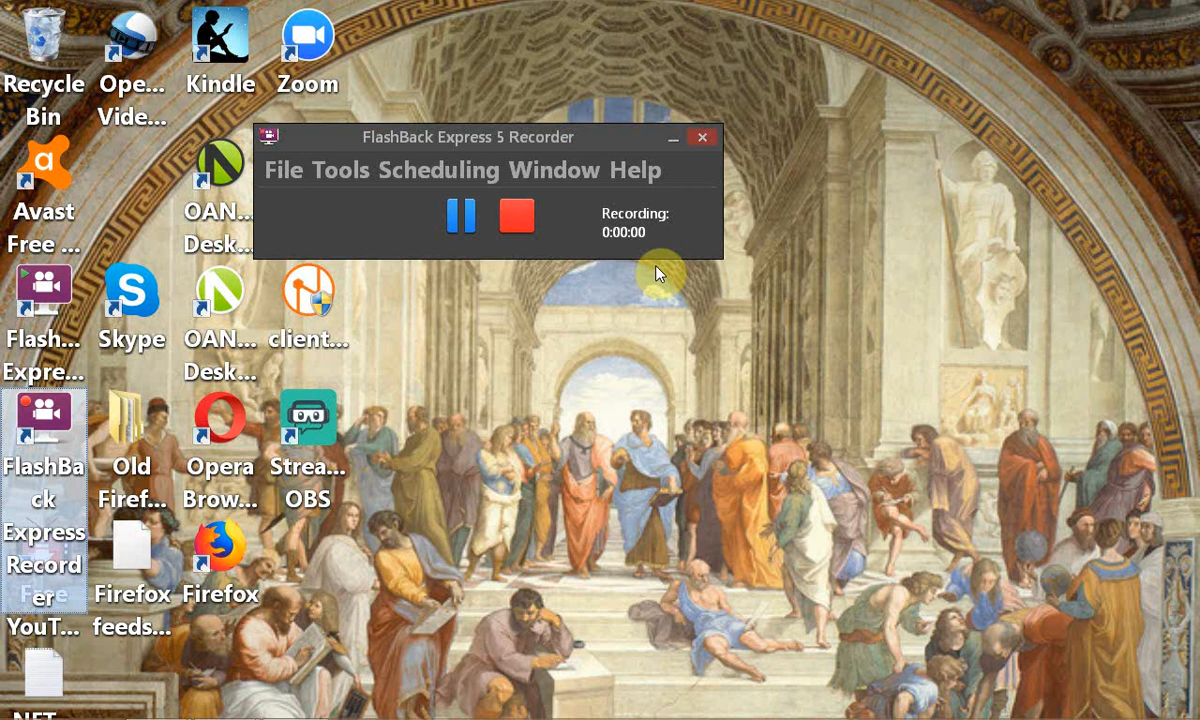 Recycle
Bin
Ope...
Vide...
Kindle
Zoom
FlashBack Express 5 Recorder
File Tools Scheduling Window Help
Recording:
0:00:00
Avast
Free ...
OAN...
Desk...
Flash...
Expre...
Skype
OAN...
Desk...
client...
FlashBa
ck
Express
Record
er
Free
YouT...
Old
Firef...
Opera
Brow...
Strea...
OBS
Firefox
feeds...
Firefox